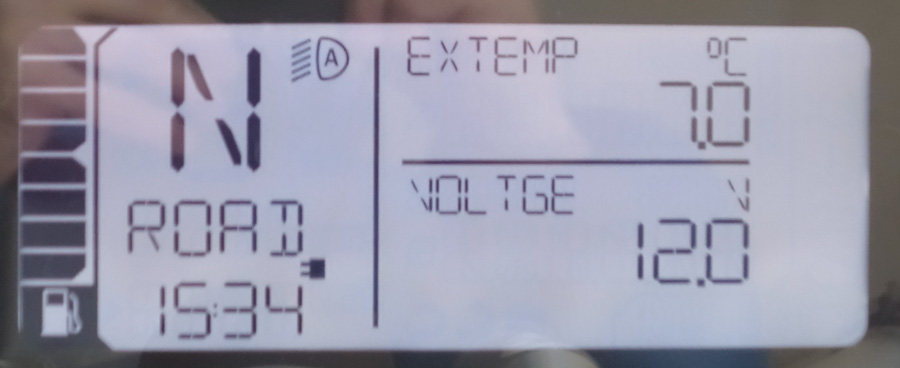 N A
ROAD
15:34
EXTEMP °C
7.0
VOLTGE V
12.0